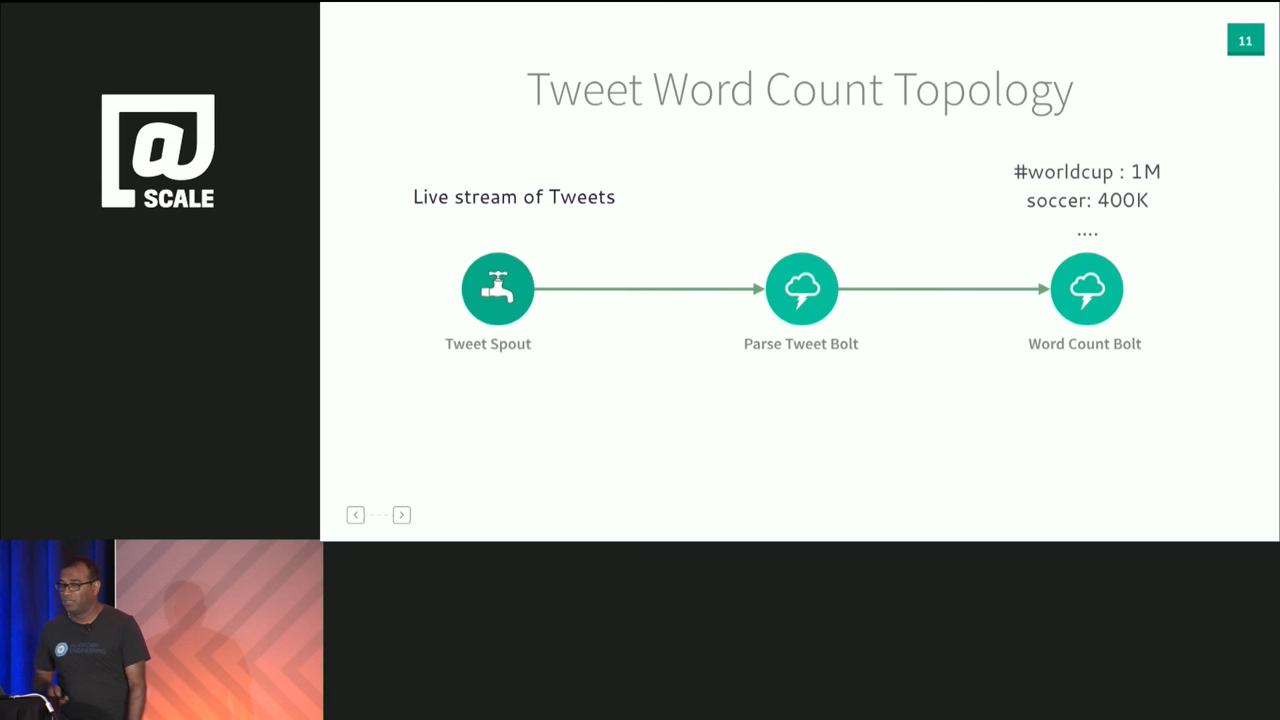 @
SCALE
11
Tweet Word Count Topology
Live stream of Tweets
#worldcup : 1M
soccer: 400K
....
Tweet Spout
Parse Tweet Bolt
Word Count Bolt